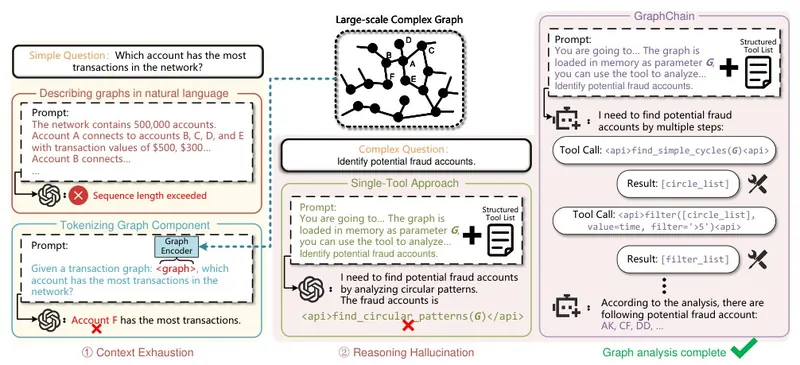 Simple Question: Which account has the most
transactions in the network?
Describing graphs in natural language
Prompt:
The network contains 500,000 accounts.
Account A connects to accounts B, C, D, and E
with transaction values of $500, $300...
Account B connects...
...
: Sequence length exceeded
Tokenizing Graph Component
Prompt:
Graph
Encoder
Given a transaction graph: <graph>, which
account has the most transactions in the
network?
: Account F has the most transactions.
① Context Exhaustion
Large-scale Complex Graph
D
B
C
A
F
E
Complex Question:
Identify potential fraud accounts.
Single-Tool Approach
Prompt:
You are going to... The graph is
loaded in memory as parameter G,
you can use the tool to analyze...
Identify potential fraud accounts.
+
Structured
Tool List
: I need to find potential fraud accounts
by analyzing circular patterns.
The fraud accounts is
<api>find_circular_patterns(G)</api>
② Reasoning Hallucination
GraphChain
Prompt:
You are going to... The graph is
loaded in memory as parameter G,
you can use the tool to analyze...
Identify potential fraud accounts.
+
Structured
Tool List
: I need to find potential fraud
accounts by multiple steps:
Tool Call: <api>find_simple_cycles(G)<api>
Result: [circle_list]
Tool Call: <api>filter([circle_list],
value=time, filter='>5')<api>
Result: [filter_list]
: According to the analysis, there are
following potential fraud account:
AK, CF, DD, ...
Graph analysis complete